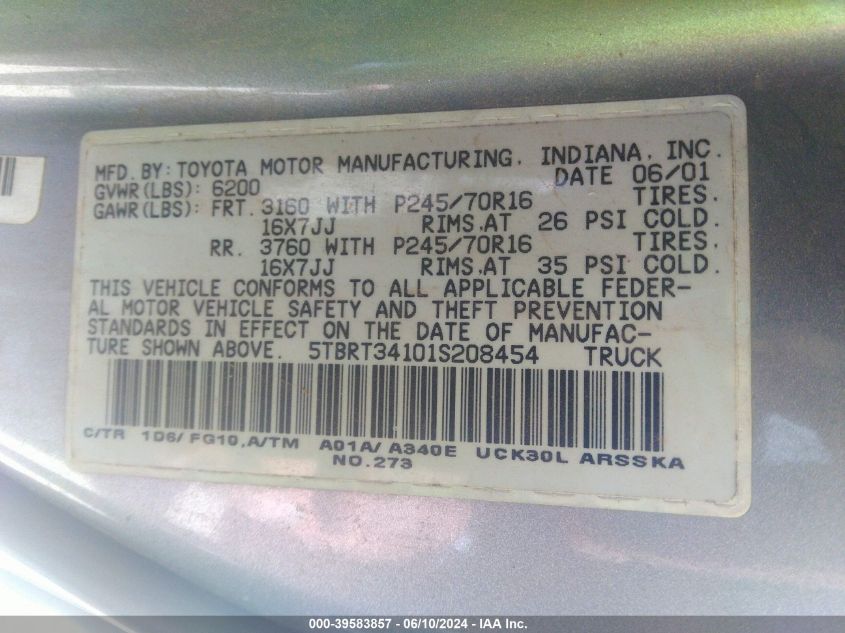 MFD. BY: TOYOTA MOTOR MANUFACTURING, INDIANA, INC.
GVWR(LBS): 6200 DATE 06/01
GAWR(LBS): FRT. 3160 WITH P245/70R16 TIRES.
16X7JJ RIMS.AT 26 PSI COLD.
RR. 3760 WITH P245/70R16 TIRES.
16X7JJ RIMS.AT 35 PSI COLD.
THIS VEHICLE CONFORMS TO ALL APPLICABLE FEDER-
AL MOTOR VEHICLE SAFETY AND THEFT PREVENTION
STANDARDS IN EFFECT ON THE DATE OF MANUFAC-
TURE SHOWN ABOVE. 5TBRT34101S208454 TRUCK
C/TR 1D6/FG10,A/TM A01A/A340E UCK30L ARSSKA
NO.273
000-39583857 - 06/10/2024 - IAA Inc.